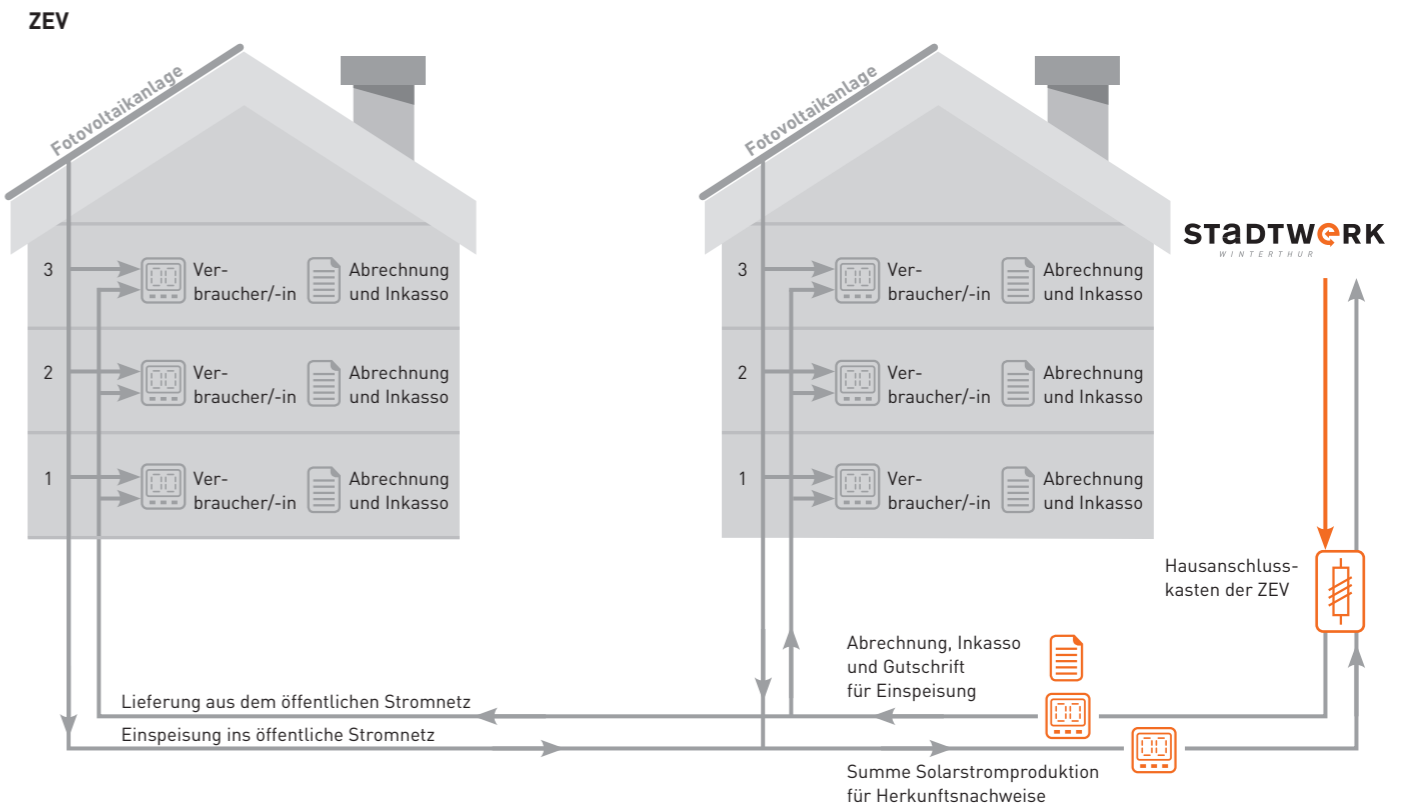 ZEV
Fotovoltaikanlage
3
Ver-
braucher/-in
Abrechnung
und Inkasso
2
Ver-
braucher/-in
Abrechnung
und Inkasso
1
Ver-
braucher/-in
Abrechnung
und Inkasso
Fotovoltaikanlage
3
Ver-
braucher/-in
Abrechnung
und Inkasso
2
Ver-
braucher/-in
Abrechnung
und Inkasso
1
Ver-
braucher/-in
Abrechnung
und Inkasso
STADTWERK
WINTERTHUR
Hausanschluss-
kasten der ZEV
Abrechnung, Inkasso
und Gutschrift
für Einspeisung
Lieferung aus dem öffentlichen Stromnetz
Einspeisung ins öffentliche Stromnetz
Summe Solarstromproduktion
für Herkunftsnachweise